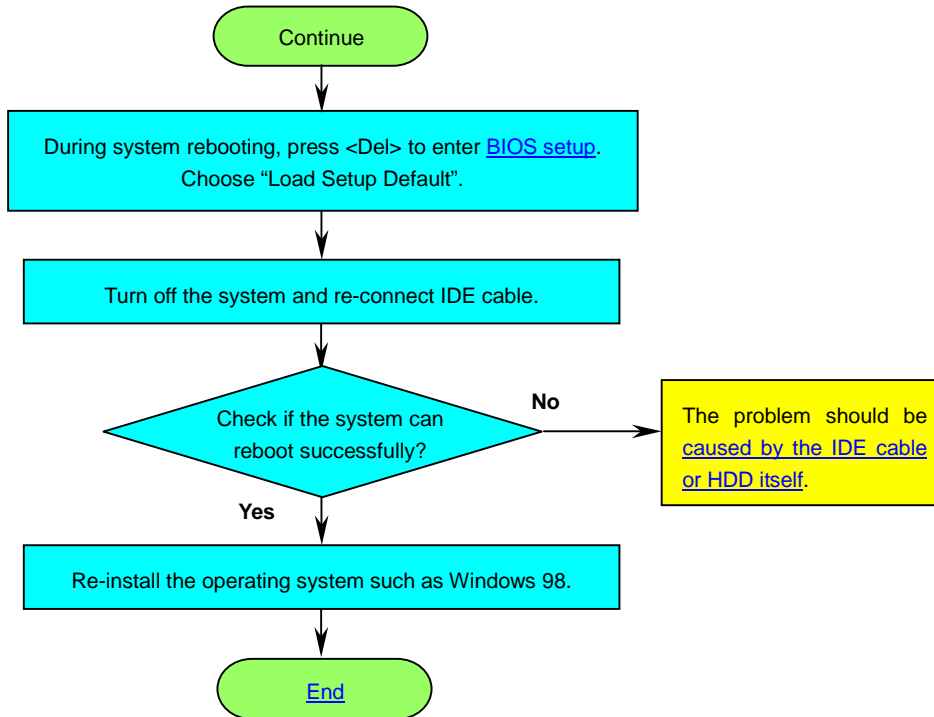 Continue
During system rebooting, press <Del> to enter BIOS setup.
Choose “Load Setup Default”.
Turn off the system and re-connect IDE cable.
Check if the system can
reboot successfully?
No
The problem should be
caused by the IDE cable
or HDD itself.
Yes
Re-install the operating system such as Windows 98.
End